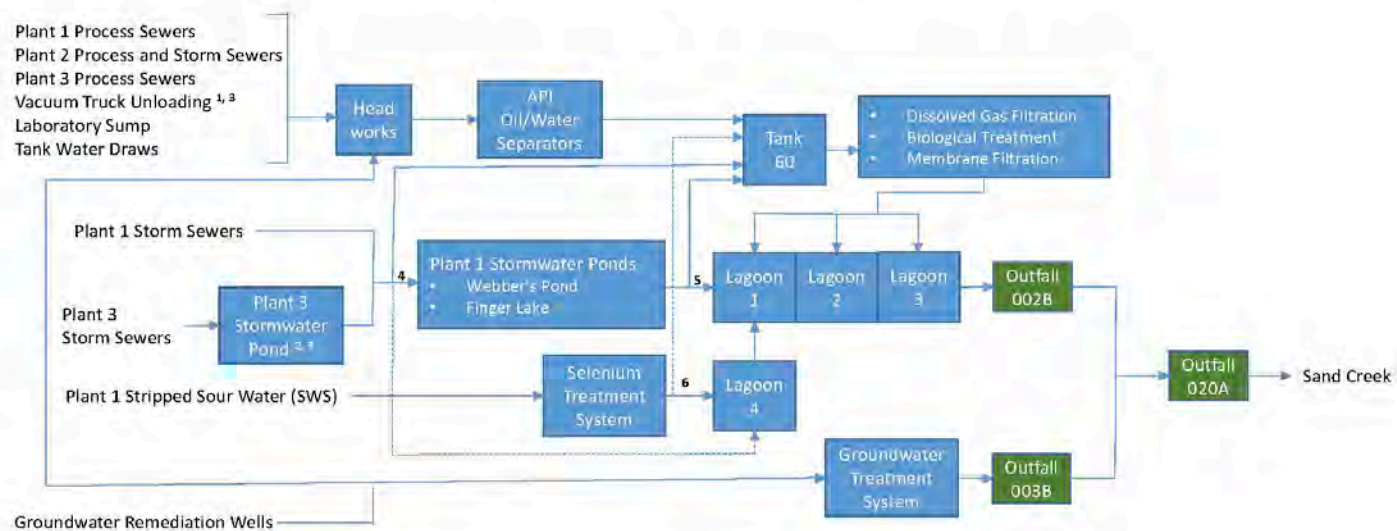 Plant 1 Process Sewers
Plant 2 Process and Storm Sewers
Plant 3 Process Sewers
Vacuum Truck Unloading 1, 3
Laboratory Sump
Tank Water Draws
Head
works
API
Oil/Water
Separators
Tank
60
• Dissolved Gas Filtration
• Biological Treatment
• Membrane Filtration
Plant 1 Storm Sewers
4
Plant 1 Stormwater Ponds
• Webber's Pond
• Finger Lake
5
Lagoon
1
Lagoon
2
Lagoon
3
Outfall
002B
Plant 3
Storm Sewers
Plant 3
Stormwater
Pond 2, 3
Plant 1 Stripped Sour Water (SWS)
Selenium
Treatment
System
6
Lagoon
4
Outfall
020A
Sand Creek
Groundwater
Treatment
System
Outfall
003B
Groundwater Remediation Wells